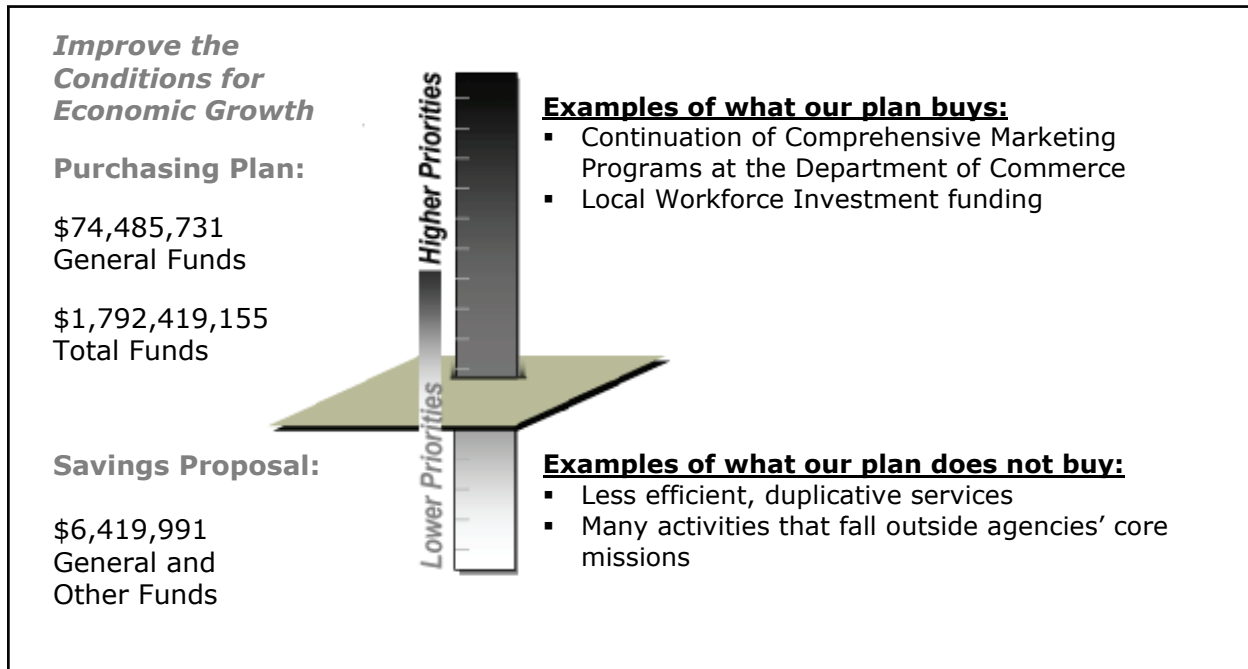 Improve the
Conditions for
Economic Growth
Purchasing Plan:
$74,485,731
General Funds
$1,792,419,155
Total Funds
Savings Proposal:
$6,419,991
General and
Other Funds
Higher Priorities
Lower Priorities
Examples of what our plan buys:
▪ Continuation of Comprehensive Marketing
Programs at the Department of Commerce
▪ Local Workforce Investment funding
Examples of what our plan does not buy:
▪ Less efficient, duplicative services
▪ Many activities that fall outside agencies’ core
missions